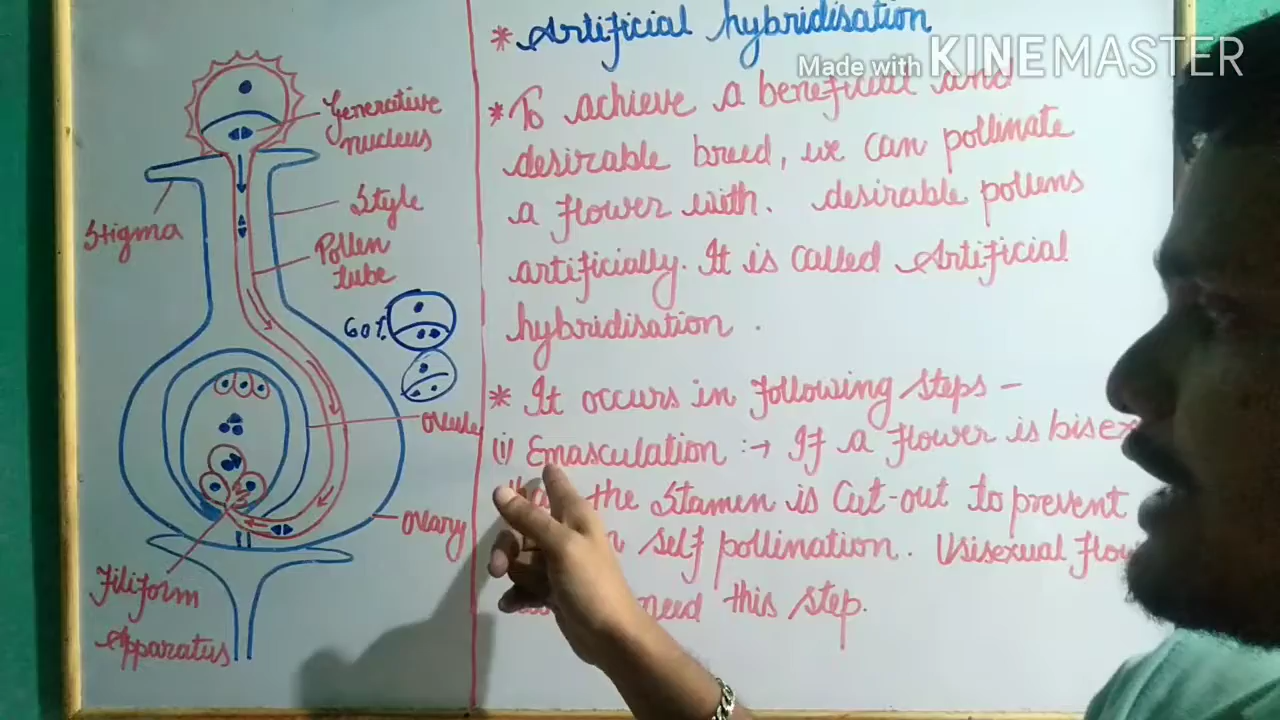 Generative
nucleus
Stigma
Style
Pollen
tube
60%
ovule
ovary
Filiform
Apparatus
* Artificial hybridisation
Made with KINEMASTER
* To achieve a beneficial and
desirable breed, we can pollinate
a flower with. desirable pollens
artificially. It is called Artificial
hybridisation.
* It occurs in following steps -
(i) Emasculation :→ If a flower is bisex
the Stamen is Cut-out to prevent
self pollination. Unisexual flow
need this step.